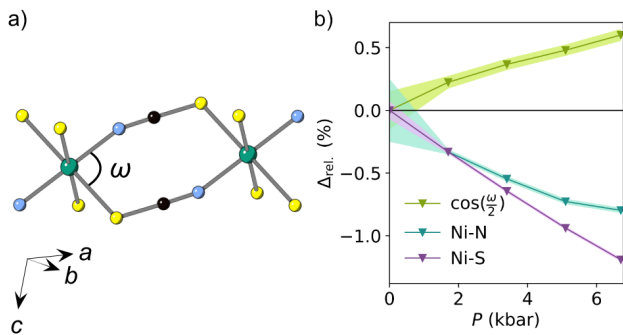 a)
ω
a
b
c
b)
0.5
0.0
−0.5
−1.0
Δrel. (%)
cos(ω/2)
Ni-N
Ni-S
0 2 4 6
P (kbar)